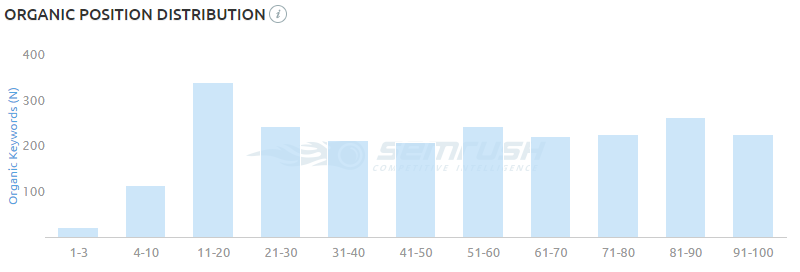 ORGANIC POSITION DISTRIBUTION i
400
300
200
100
Organic Keywords (N)
SEMRUSH
COMPETITIVE INTELLIGENCE
1-3 4-10 11-20 21-30 31-40 41-50 51-60 61-70 71-80 81-90 91-100